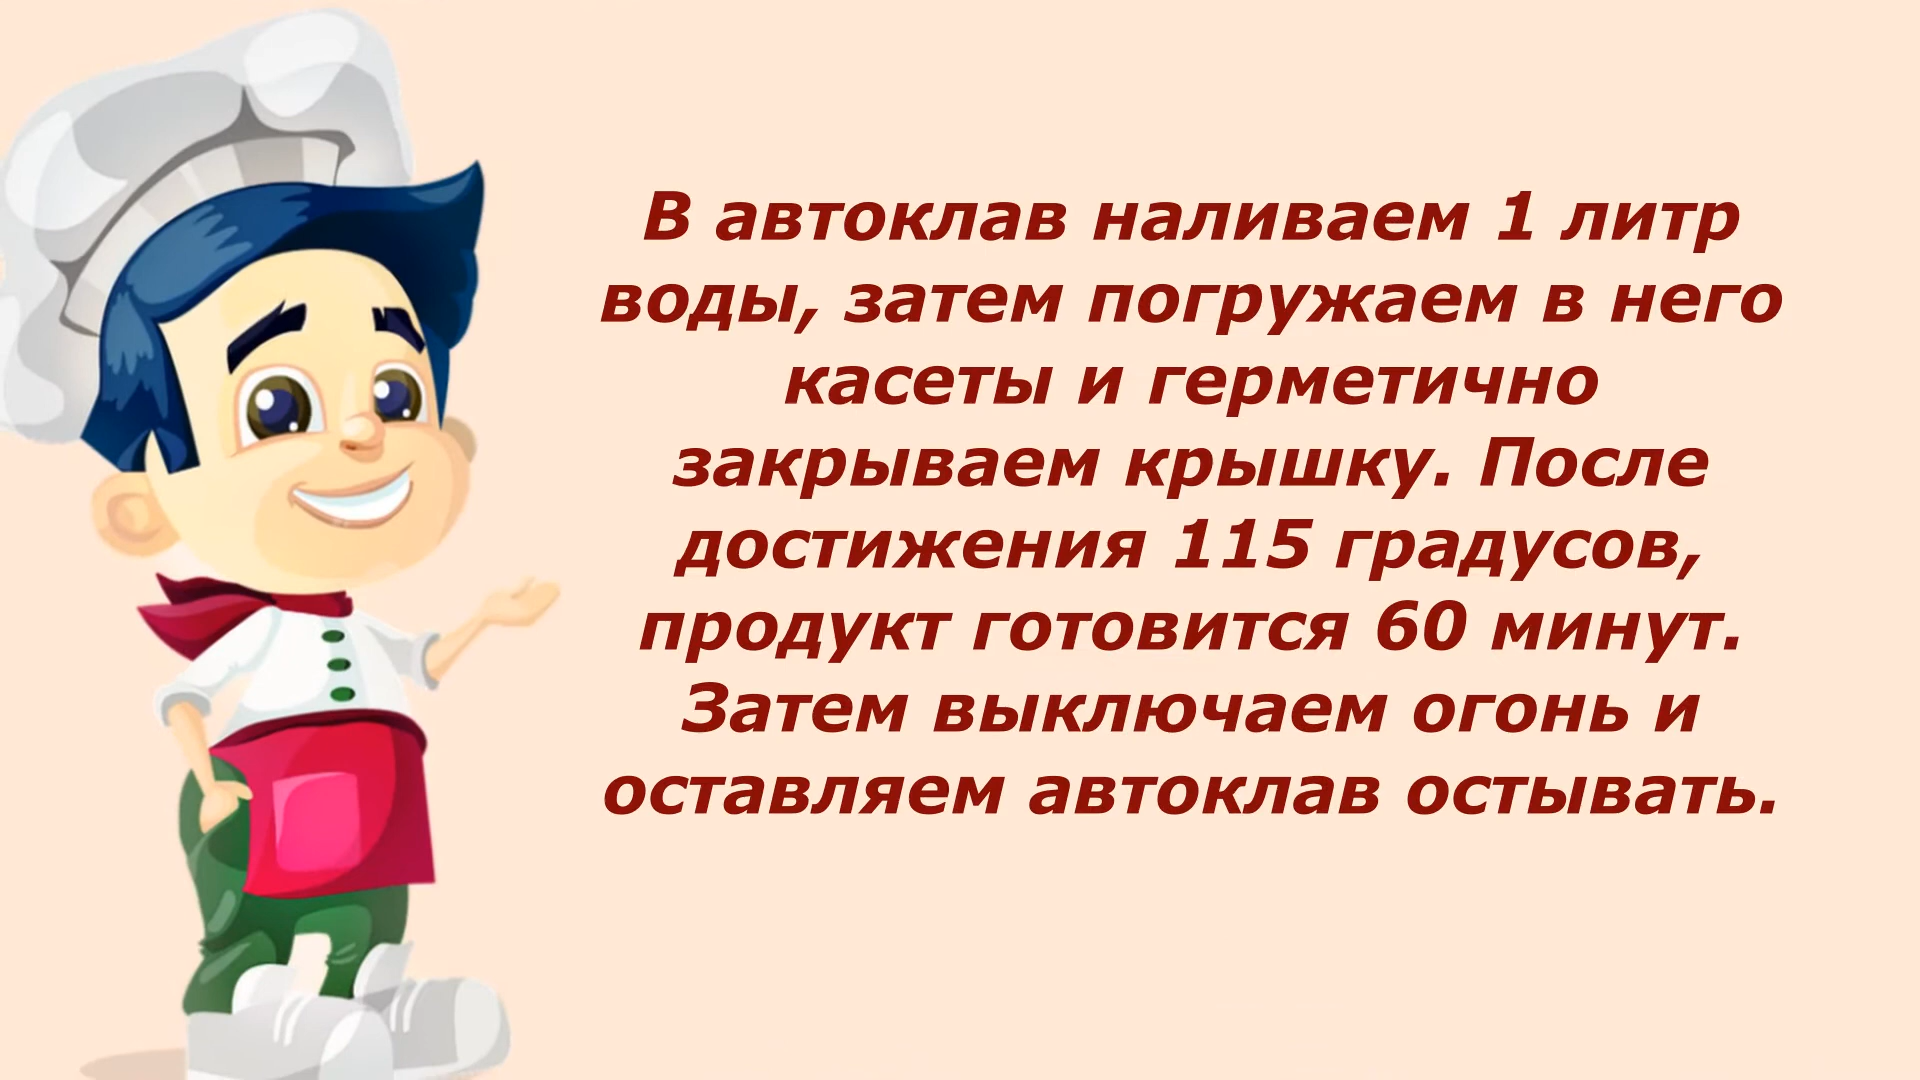 В автоклав наливаем 1 литр
воды, затем погружаем в него
касеты и герметично
закрываем крышку. После
достижения 115 градусов,
продукт готовится 60 минут.
Затем выключаем огонь и
оставляем автоклав остывать.